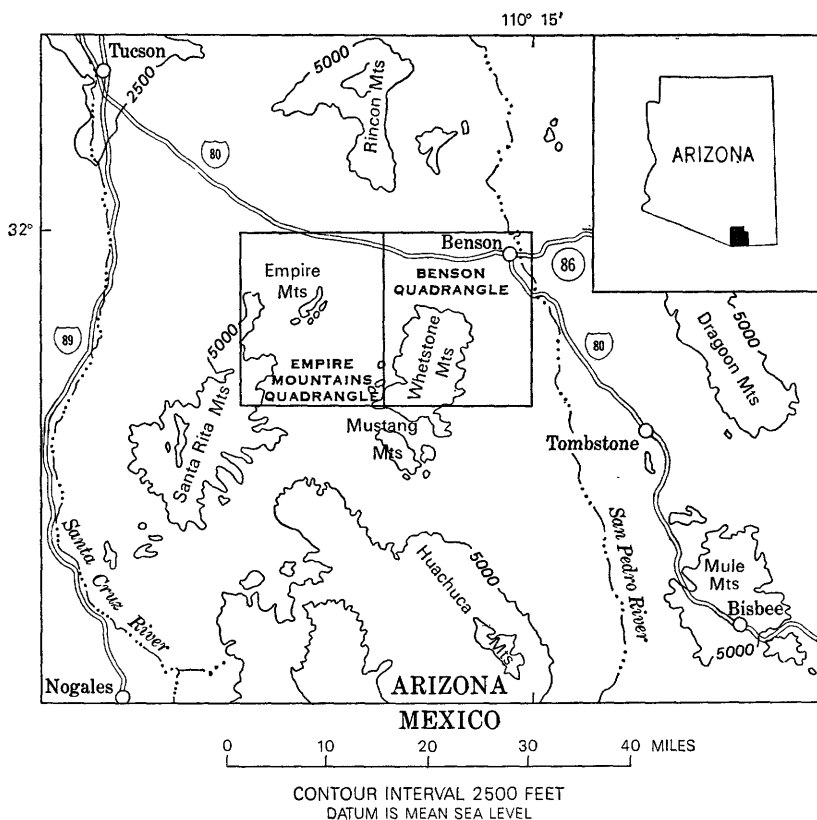 110° 15'
Tucson
5000
2500
Rincon Mts
80
ARIZONA
32°
Benson
86
Empire
Mts
BENSON
QUADRANGLE
Whetstone
Mts
5000
Dragoon Mts
89
5000
80
EMPIRE
MOUNTAINS
QUADRANGLE
Santa Rita Mts
Mustang
Mts
Tombstone
Santa Cruz
River
Huachuca
Mts
5000
San Pedro River
Mule
Mts
Bisbee
5000
Nogales
ARIZONA
MEXICO
0 10 20 30 40 MILES
CONTOUR INTERVAL 2500 FEET
DATUM IS MEAN SEA LEVEL